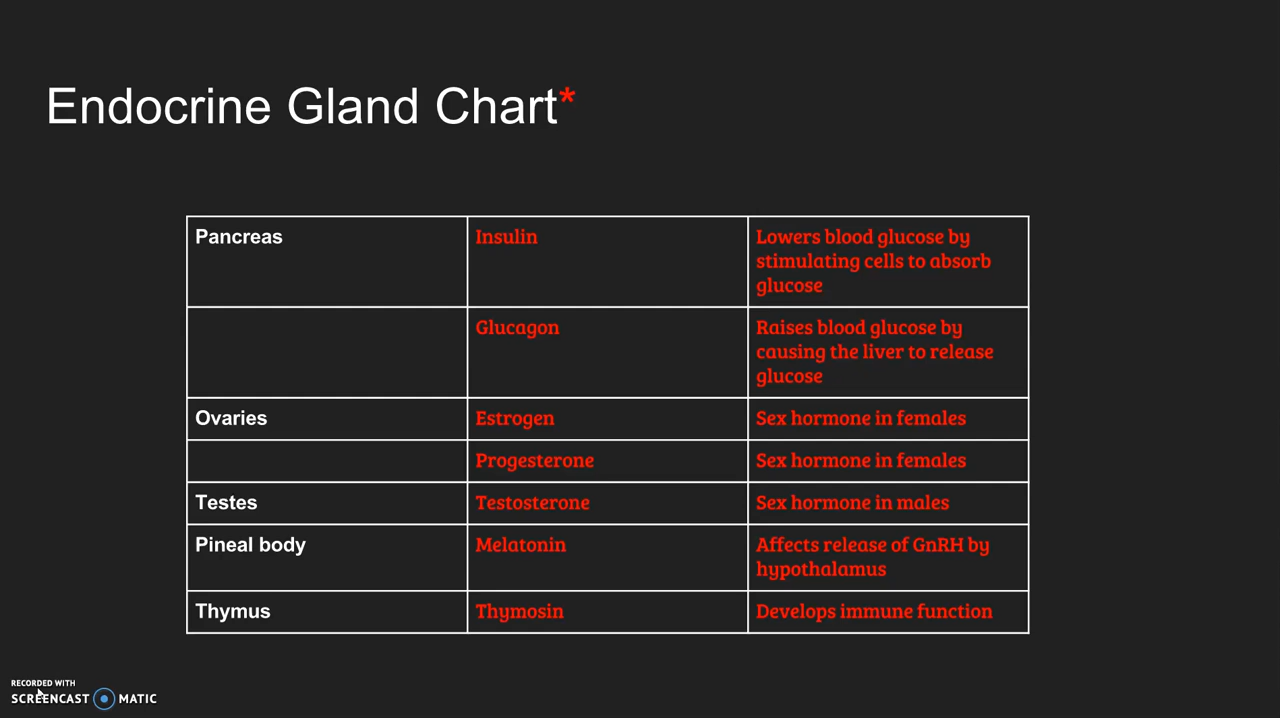 Endocrine Gland Chart*
Pancreas
Insulin
Lowers blood glucose by
stimulating cells to absorb
glucose
Glucagon
Raises blood glucose by
causing the liver to release
glucose
Ovaries
Estrogen
Sex hormone in females
Progesterone
Sex hormone in females
Testes
Testosterone
Sex hormone in males
Pineal body
Melatonin
Affects release of GnRH by
hypothalamus
Thymus
Thymosin
Develops immune function
RECORDED WITH
SCREENCAST MATIC